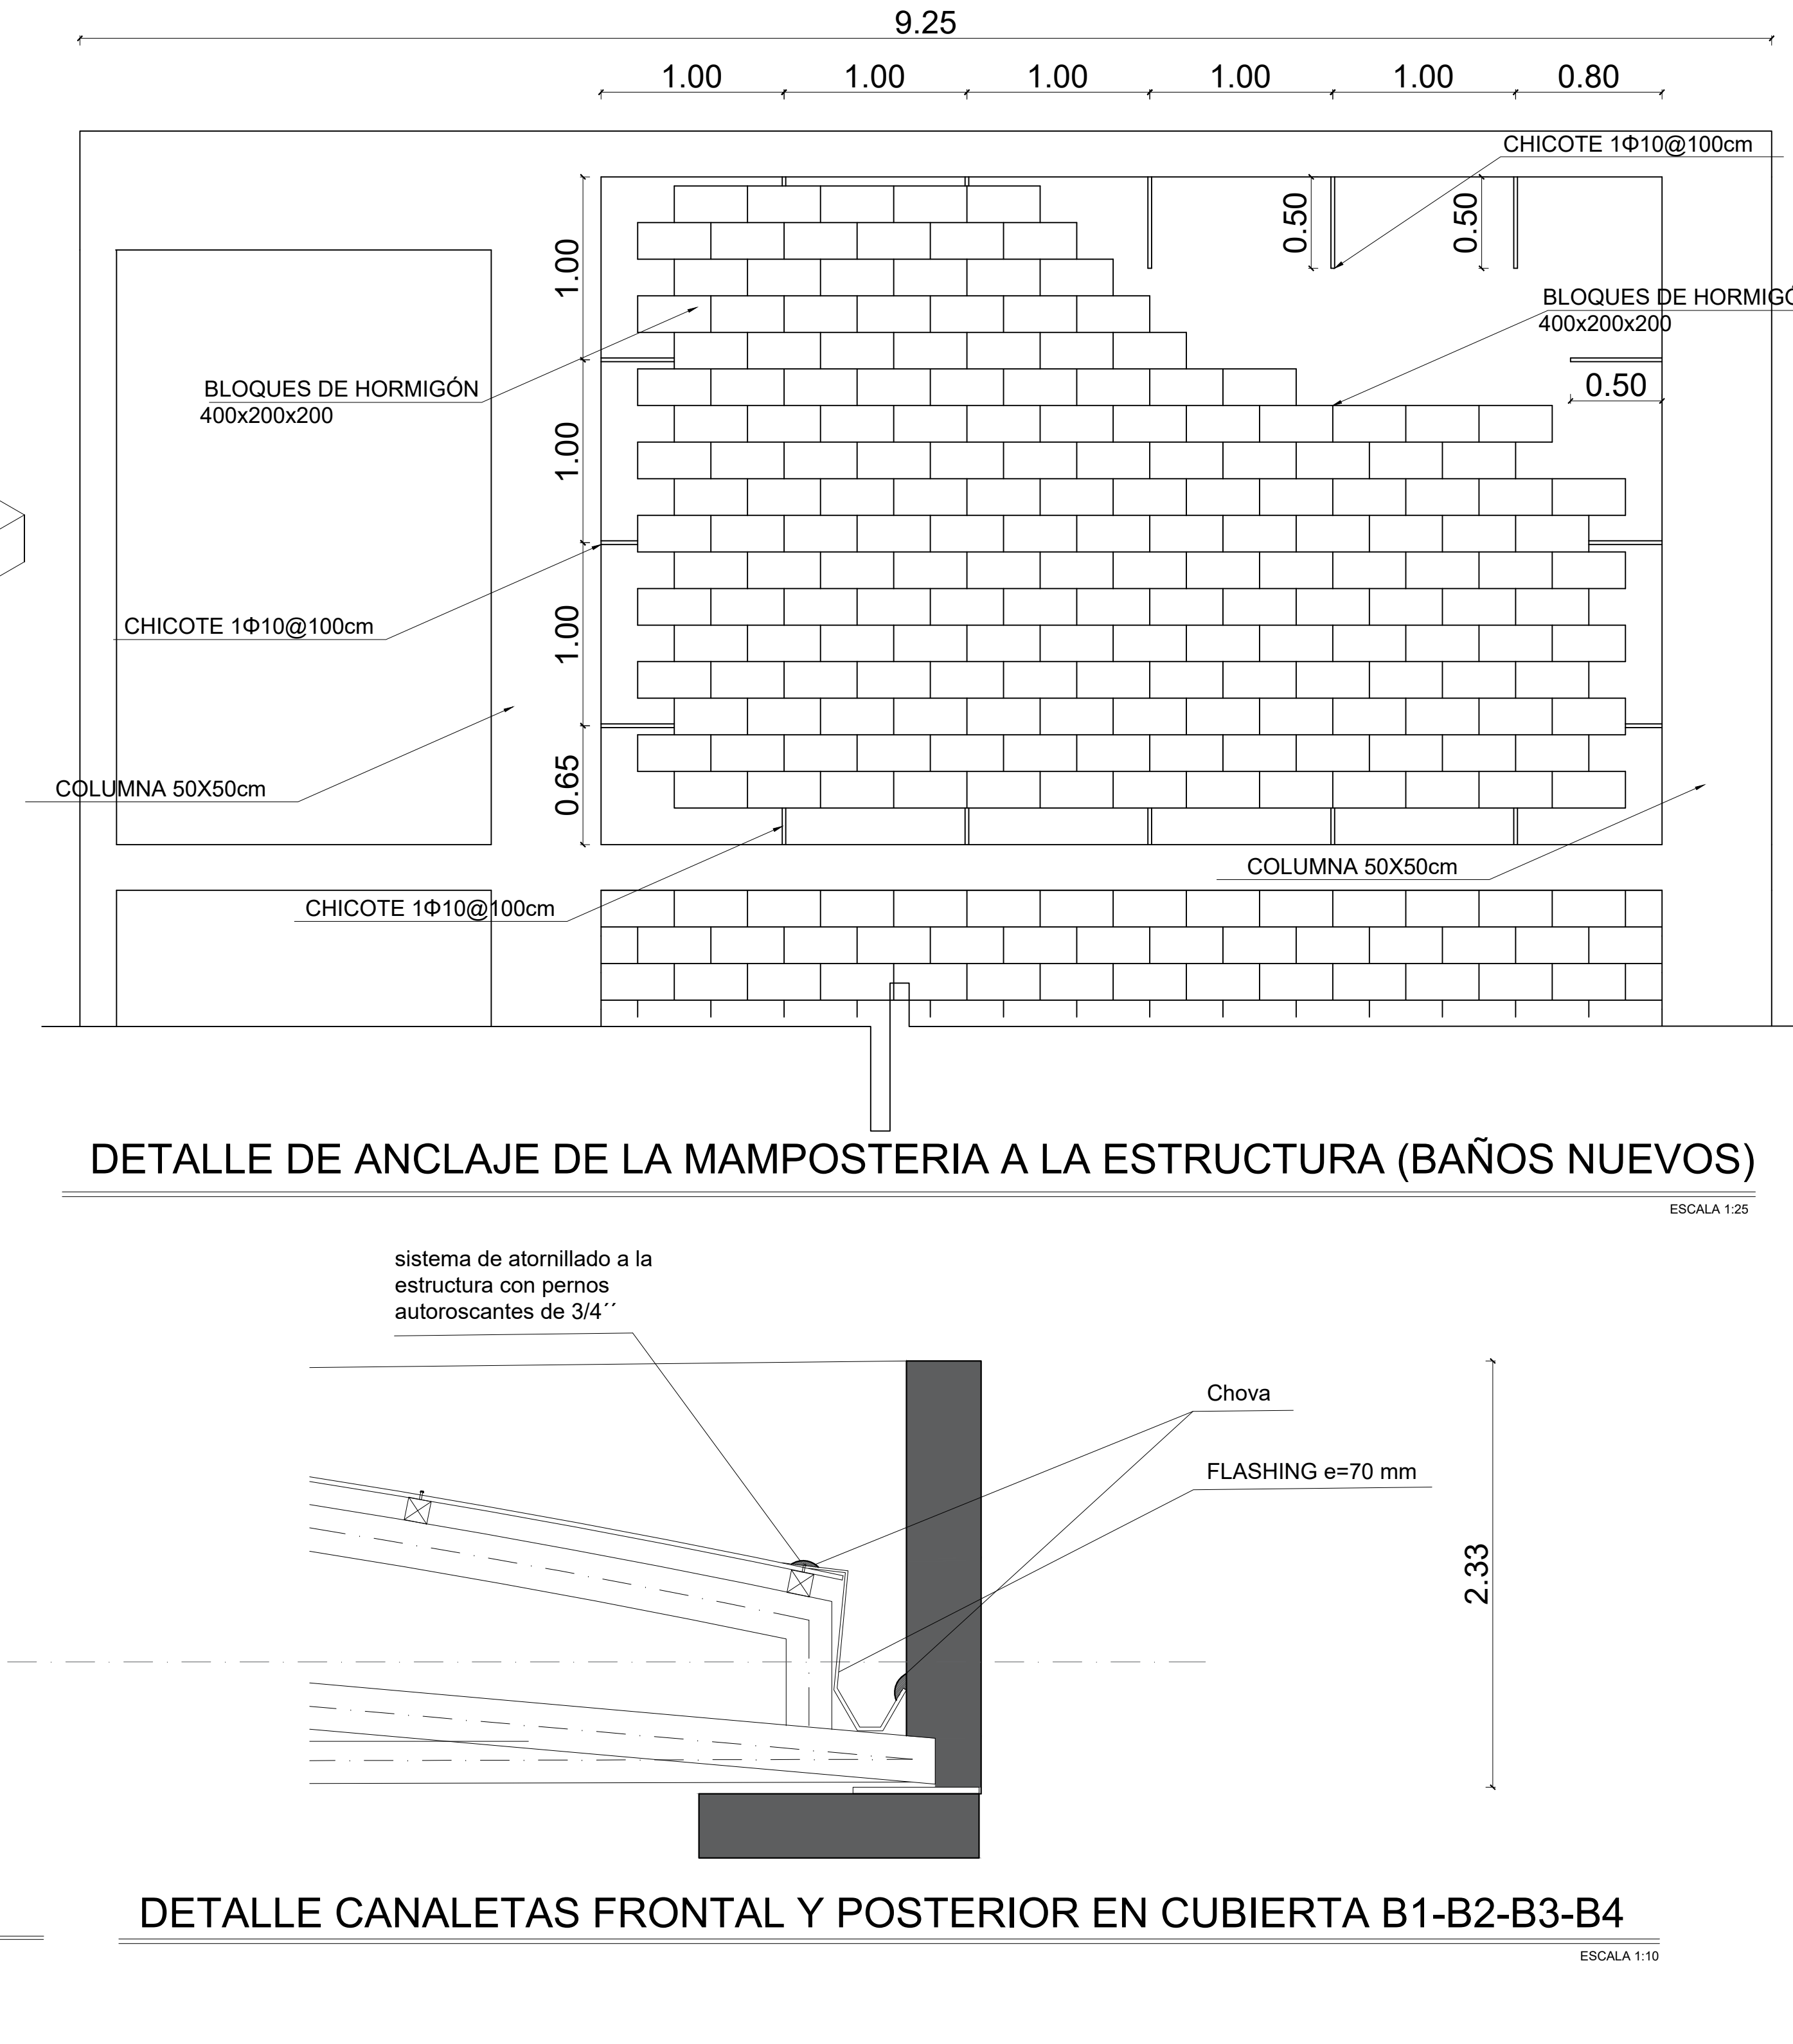 9.25
1.00 1.00 1.00 1.00 1.00 0.80
CHICOTE 1Φ10@100cm
0.50 0.50
1.00
BLOQUES DE HORMIGÓ
400x200x200
0.50
BLOQUES DE HORMIGÓN
400x200x200
1.00
1.00
CHICOTE 1Φ10@100cm
0.65
COLUMNA 50X50cm
COLUMNA 50X50cm
CHICOTE 1Φ10@100cm
DETALLE DE ANCLAJE DE LA MAMPOSTERIA A LA ESTRUCTURA (BAÑOS NUEVOS)
ESCALA 1:25
sistema de atornillado a la
estructura con pernos
autoroscantes de 3/4´´
Chova
FLASHING e=70 mm
2.33
DETALLE CANALETAS FRONTAL Y POSTERIOR EN CUBIERTA B1-B2-B3-B4
ESCALA 1:10